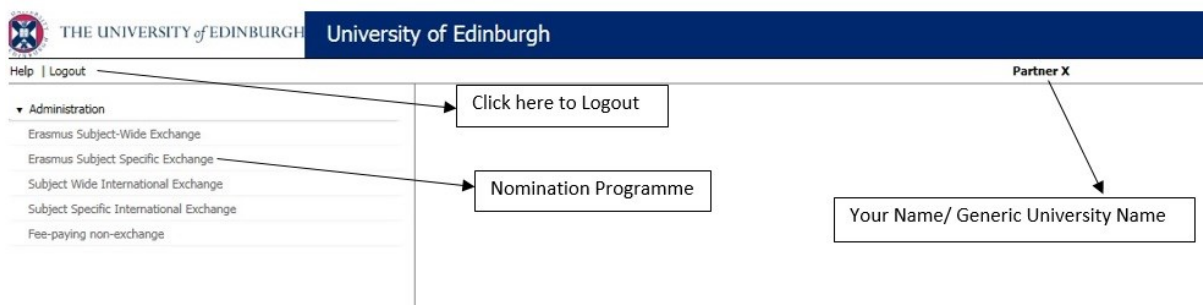 THE UNIVERSITY of EDINBURGH
University of Edinburgh
Help | Logout
Partner X
Click here to Logout
Administration
Erasmus Subject-Wide Exchange
Erasmus Subject Specific Exchange
Nomination Programme
Subject Wide International Exchange
Subject Specific International Exchange
Your Name/ Generic University Name
Fee-paying non-exchange